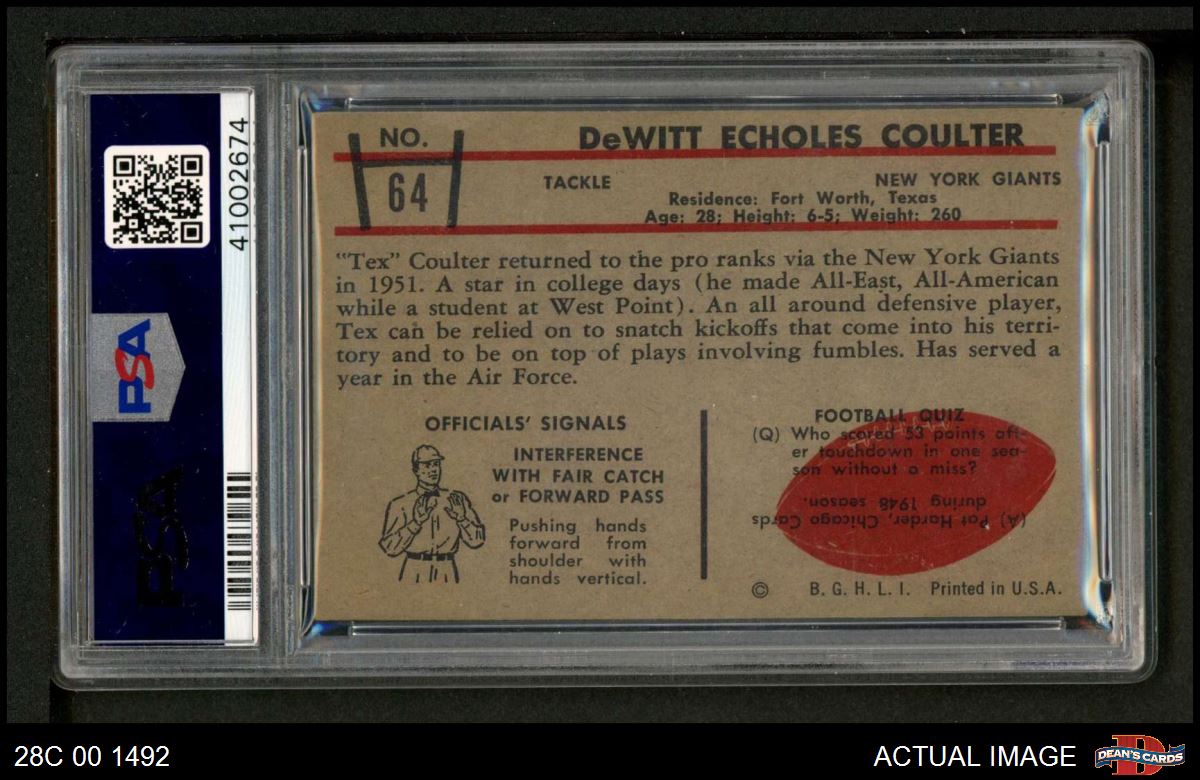 41002674
PSA
PSA
NO.
64
DeWITT ECHOLES COULTER
TACKLE
NEW YORK GIANTS
Residence: Fort Worth, Texas
Age: 28; Height: 6-5; Weight: 260
"Tex" Coulter returned to the pro ranks via the New York Giants
in 1951. A star in college days (he made All-East, All-American
while a student at West Point). An all around defensive player,
Tex can be relied on to snatch kickoffs that come into his terri-
tory and to be on top of plays involving fumbles. Has served a
year in the Air Force.
OFFICIALS' SIGNALS
INTERFERENCE
WITH FAIR CATCH
or FORWARD PASS
Pushing hands
forward from
shoulder with
hands vertical.
FOOTBALL QUIZ
(Q) Who scored 53 points aft-
er touchdown in one sea-
son without a miss?
(A) Pat Harder, Chicago Cards
during 1948 season.
© B. G. H. L. I. Printed in U.S.A.
28C 00 1492
ACTUAL IMAGE
D
DEAN'S CARDS